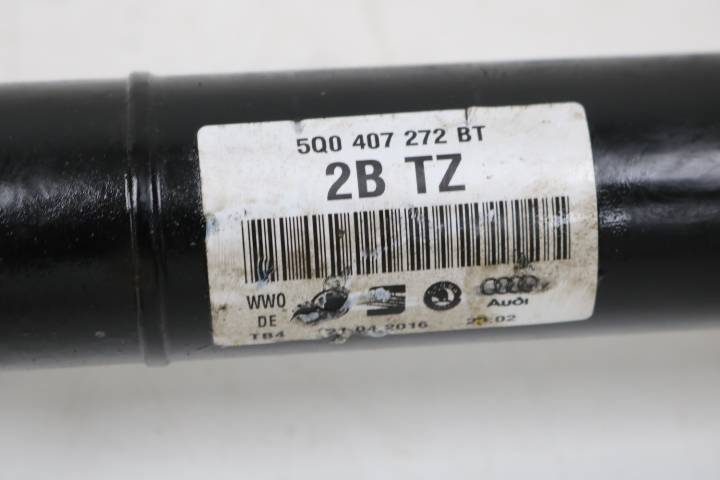 5Q0 407 272 BT
2B TZ
WWO
DE
Audi
TB4 21.04.2016